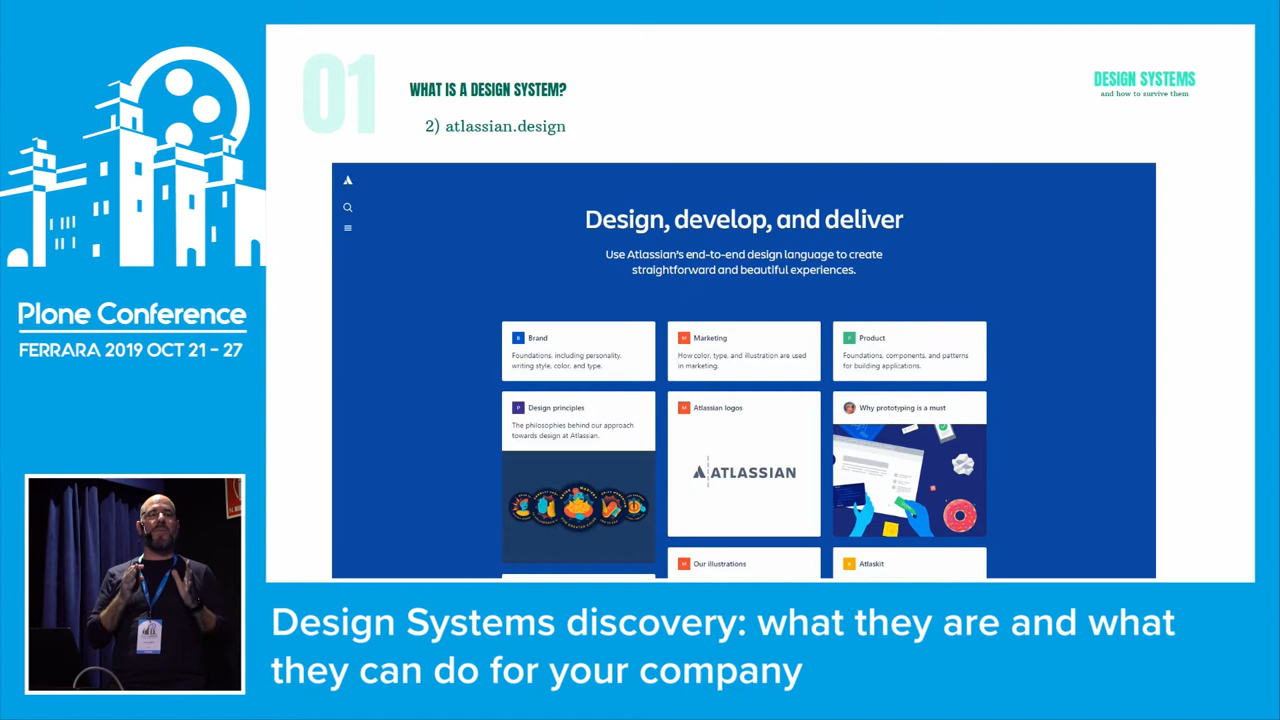 01
WHAT IS A DESIGN SYSTEM?
2) atlassian.design
DESIGN SYSTEMS
and how to survive them
Design, develop, and deliver
Use Atlassian's end-to-end design language to create
straightforward and beautiful experiences.
B Brand
Foundations, including personality,
writing style, color, and type.
M Marketing
How color, type, and illustration are used
in marketing.
P Product
Foundations, components, and patterns
for building applications.
P Design principles
The philosophies behind our approach
towards design at Atlassian.
M Atlassian logos
ATLASSIAN
Why prototyping is a must
M Our illustrations
Atlaskit
Plone Conference
FERRARA 2019 OCT 21 - 27
Design Systems discovery: what they are and what
they can do for your company